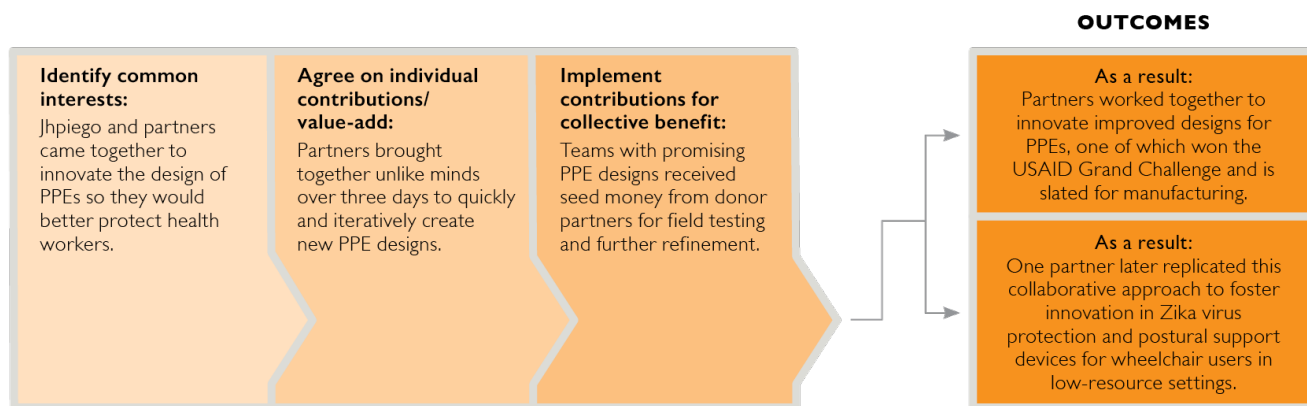 OUTCOMES
Identify common
interests:
Jhpiego and partners
came together to
innovate the design of
PPEs so they would
better protect health
workers.
Agree on individual
contributions/
value-add:
Partners brought
together unlike minds
over three days to quickly
and iteratively create
new PPE designs.
Implement
contributions for
collective benefit:
Teams with promising
PPE designs received
seed money from donor
partners for field testing
and further refinement.
As a result:
Partners worked together to
innovate improved designs for
PPEs, one of which won the
USAID Grand Challenge and is
slated for manufacturing.
As a result:
One partner later replicated this
collaborative approach to foster
innovation in Zika virus
protection and postural support
devices for wheelchair users in
low-resource settings.